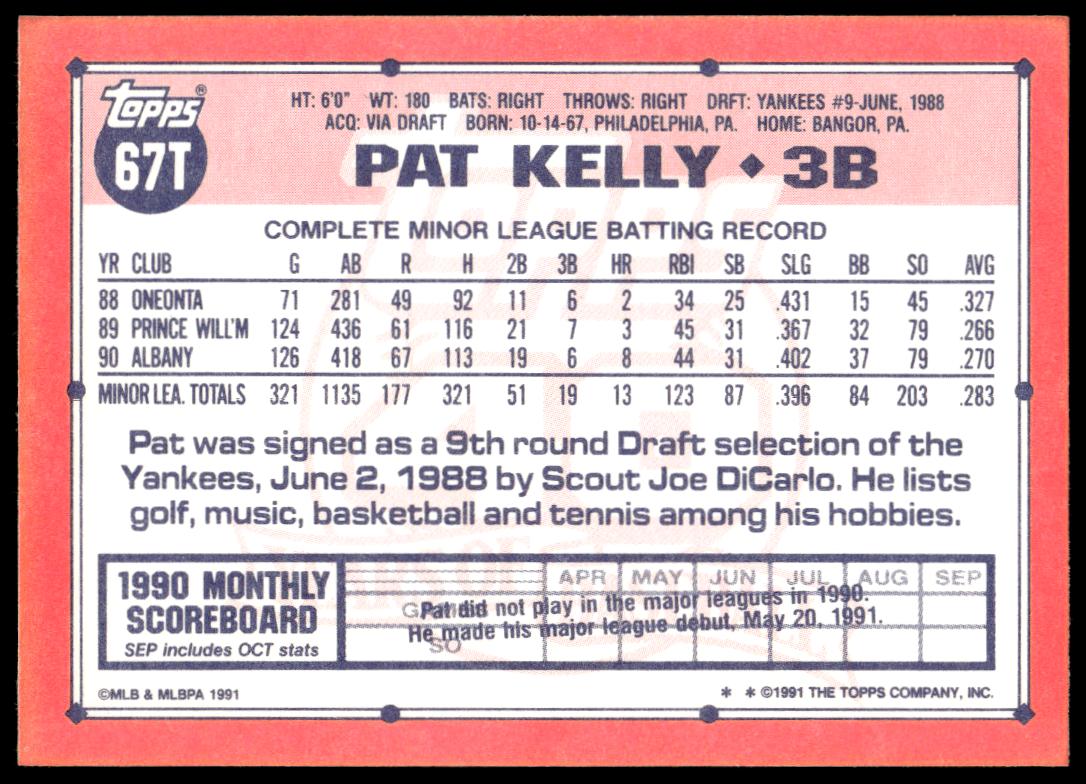 Topps®
67T
HT: 6'0" WT: 180 BATS: RIGHT THROWS: RIGHT DRFT: YANKEES #9-JUNE, 1988
ACQ: VIA DRAFT BORN: 10-14-67, PHILADELPHIA, PA. HOME: BANGOR, PA.
PAT KELLY ◆ 3B
COMPLETE MINOR LEAGUE BATTING RECORD
YR CLUB G AB R H 2B 3B HR RBI SB SLG BB SO AVG
88 ONEONTA 71 281 49 92 11 6 2 34 25 .431 15 45 .327
89 PRINCE WILL'M 124 436 61 116 21 7 3 45 31 .367 32 79 .266
90 ALBANY 126 418 67 113 19 6 8 44 31 .402 37 79 .270
MINOR LEA. TOTALS 321 1135 177 321 51 19 13 123 87 .396 84 203 .283
Pat was signed as a 9th round Draft selection of the
Yankees, June 2, 1988 by Scout Joe DiCarlo. He lists
golf, music, basketball and tennis among his hobbies.
1990 MONTHLY
SCOREBOARD
SEP includes OCT stats
APR MAY JUN JUL AUG SEP
Pat did not play in the major leagues in 1990.
He made his major league debut, May 20, 1991.
SO
©MLB & MLBPA 1991
* * ©1991 THE TOPPS COMPANY, INC.